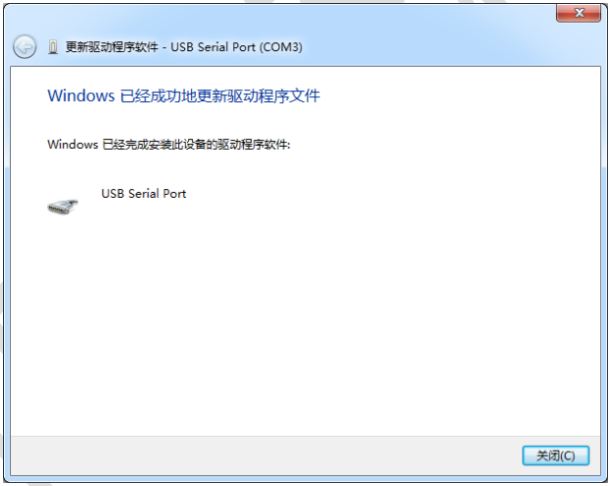 更新驱动程序软件 - USB Serial Port (COM3)
Windows 已经成功地更新驱动程序文件
Windows 已经完成安装此设备的驱动程序软件:
USB Serial Port
关闭(C)